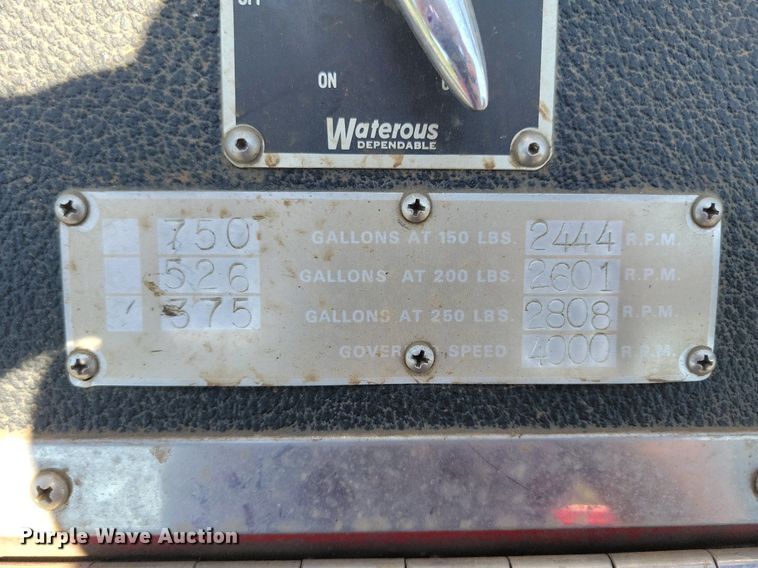 OFF
ON
Waterous
DEPENDABLE
750 GALLONS AT 150 LBS. 2444 R.P.M.
526 GALLONS AT 200 LBS. 2601 R.P.M.
375 GALLONS AT 250 LBS. 2808 R.P.M.
SPEED 4000 R.P.M.
Purple Wave Auction